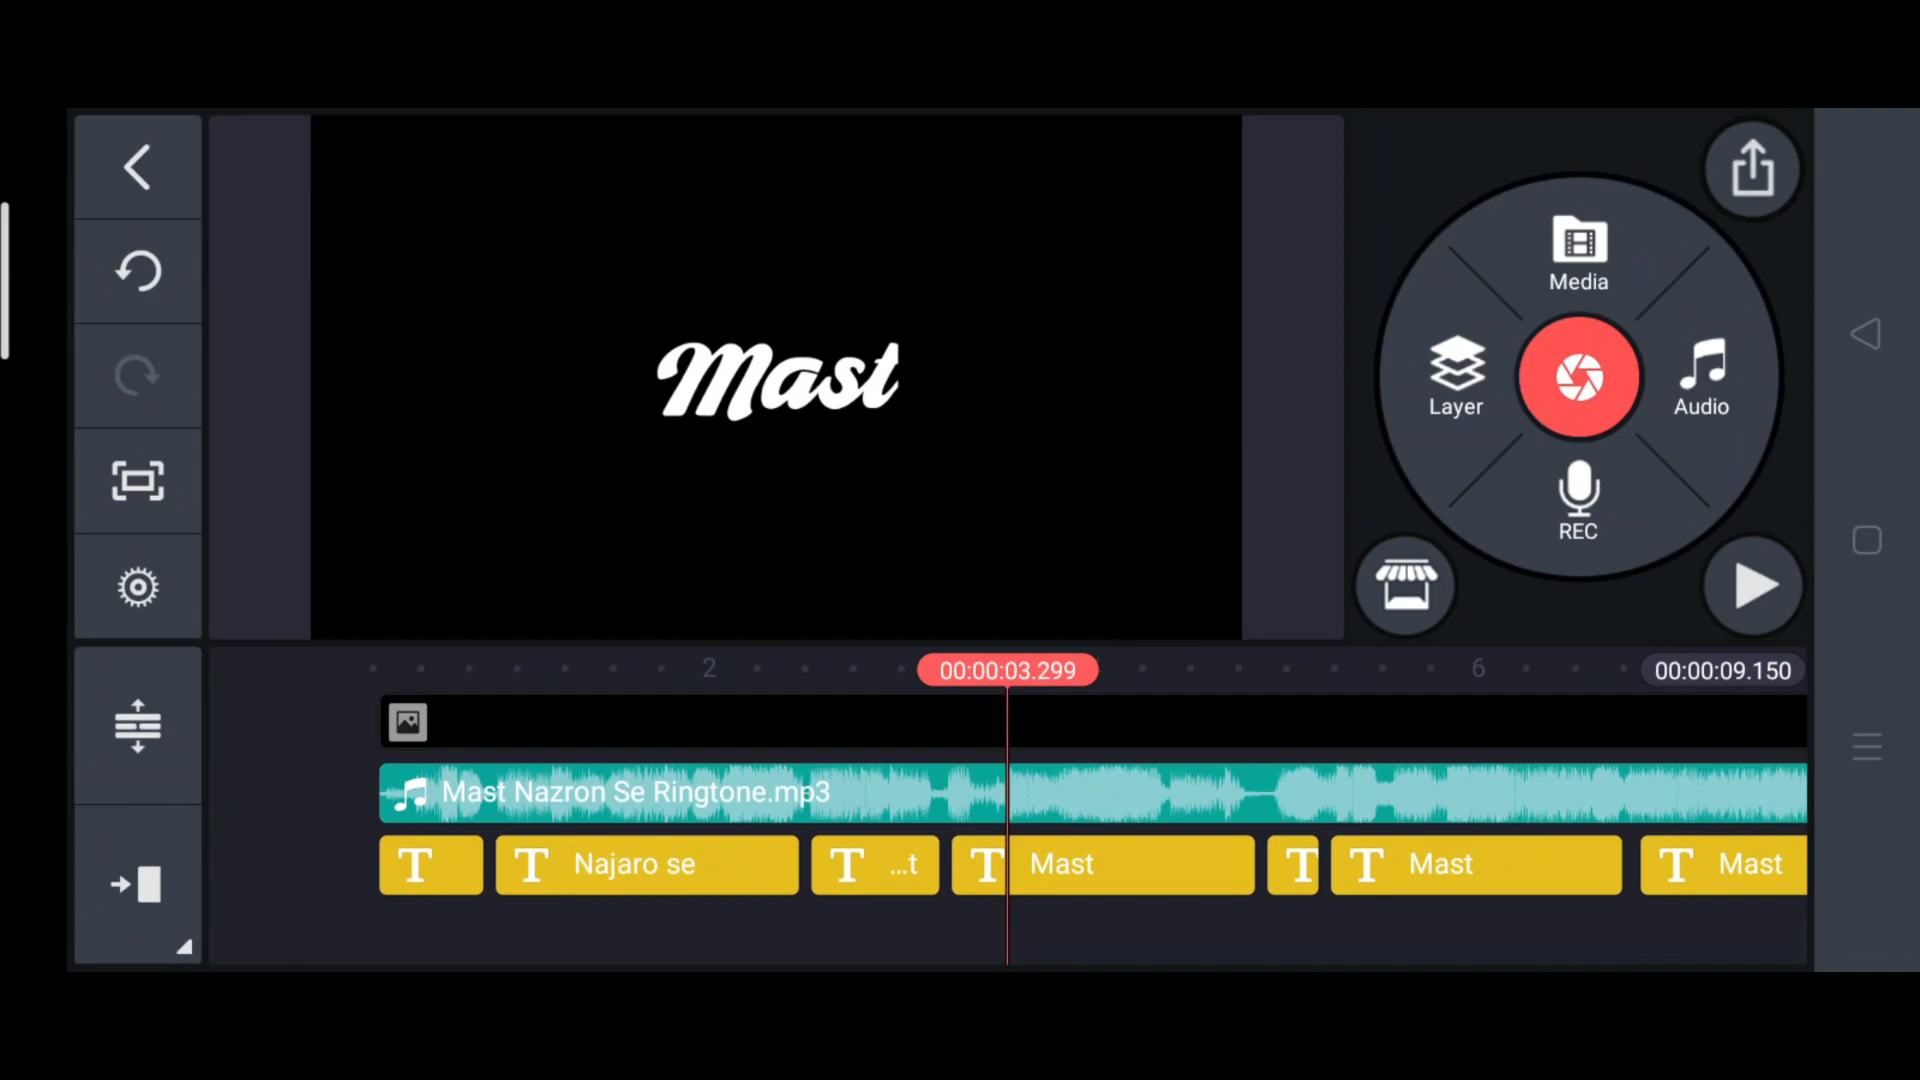 Media
Mast
Layer
Audio
REC
2
00:00:03.299
6
00:00:09.150
Mast Nazron Se Ringtone.mp3
T
T Najaro se
T ...t
T Mast
T
T Mast
T Mast